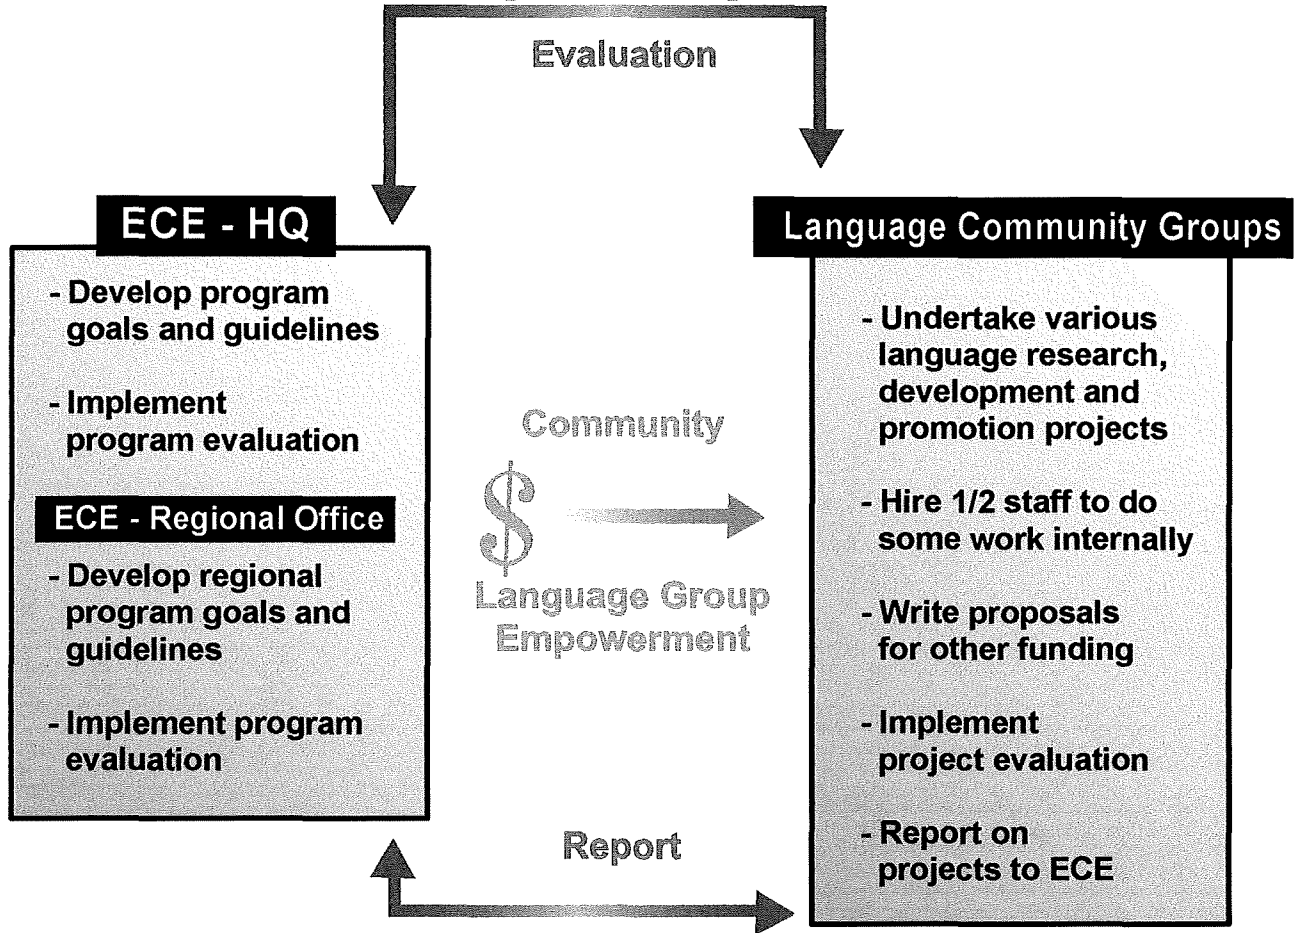 Evaluation
ECE - HQ
- Develop program
goals and guidelines
- Implement
program evaluation
ECE - Regional Office
- Develop regional
program goals and
guidelines
- Implement program
evaluation
Community
$
Language Group
Empowerment
Report
Language Community Groups
- Undertake various
language research,
development and
promotion projects
- Hire 1/2 staff to do
some work internally
- Write proposals
for other funding
- Implement
project evaluation
- Report on
projects to ECE